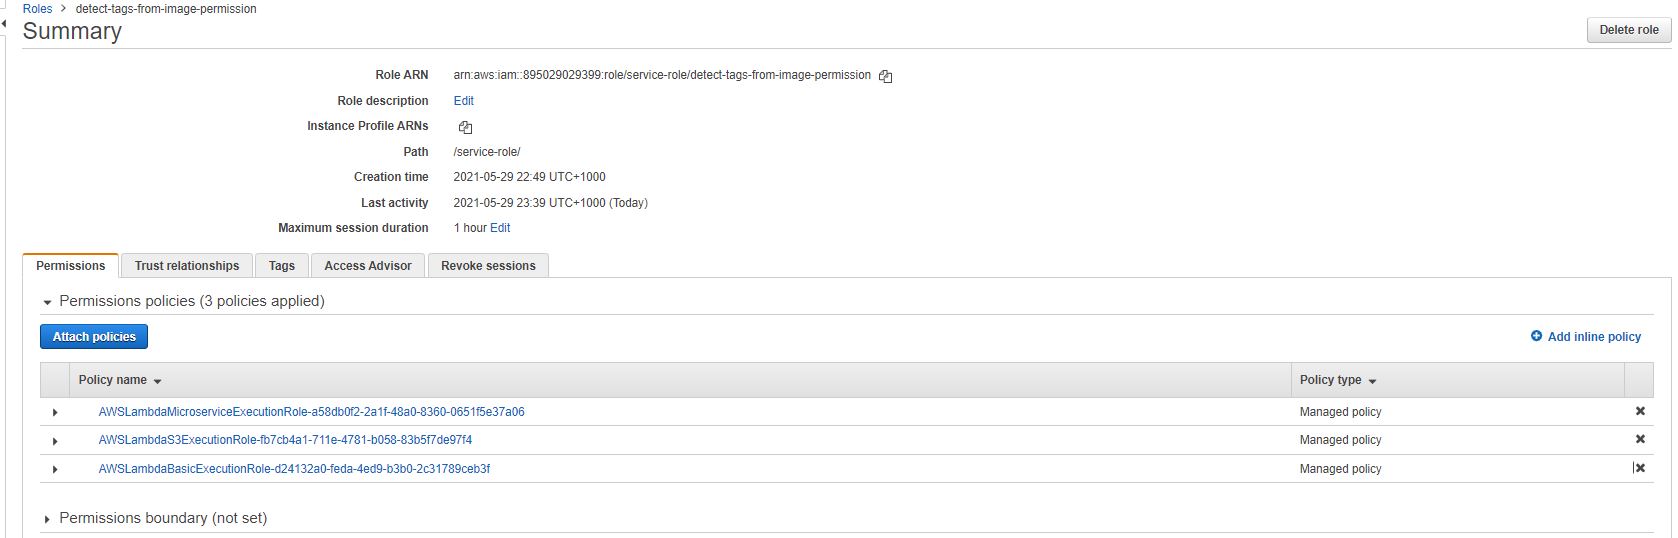 Roles > detect-tags-from-image-permission
Summary
Delete role
Role ARN arn:aws:iam::895029029399:role/service-role/detect-tags-from-image-permission
Role description Edit
Instance Profile ARNs
Path /service-role/
Creation time 2021-05-29 22:49 UTC+1000
Last activity 2021-05-29 23:39 UTC+1000 (Today)
Maximum session duration 1 hour Edit
Permissions Trust relationships Tags Access Advisor Revoke sessions
Permissions policies (3 policies applied)
Attach policies Add inline policy
Policy name Policy type
AWSLambdaMicroserviceExecutionRole-a58db0f2-2a1f-48a0-8360-0651f5e37a06 Managed policy
AWSLambdaS3ExecutionRole-fb7cb4a1-711e-4781-b058-83b5f7de97f4 Managed policy
AWSLambdaBasicExecutionRole-d24132a0-feda-4ed9-b3b0-2c31789ceb3f Managed policy
Permissions boundary (not set)